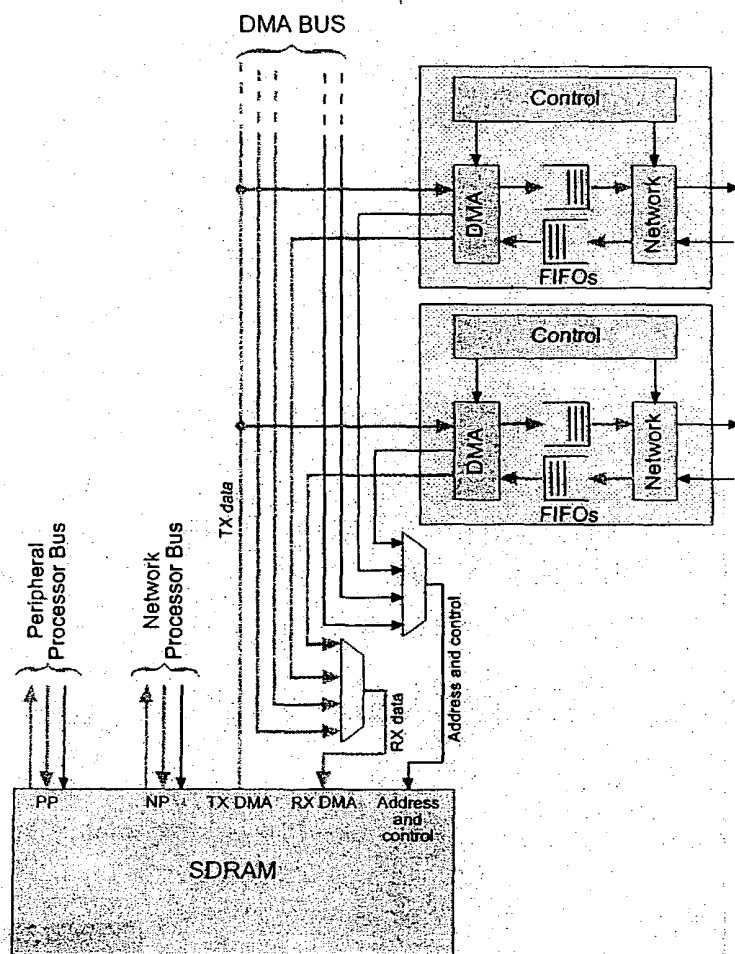 DMA BUS
Control
DMA
Network
FIFOs
Control
DMA
Network
FIFOs
TX data
Peripheral
Processor Bus
Network
Processor Bus
Address and control
RX data
PP
NP
TX DMA
RX DMA
Address
and
control
SDRAM